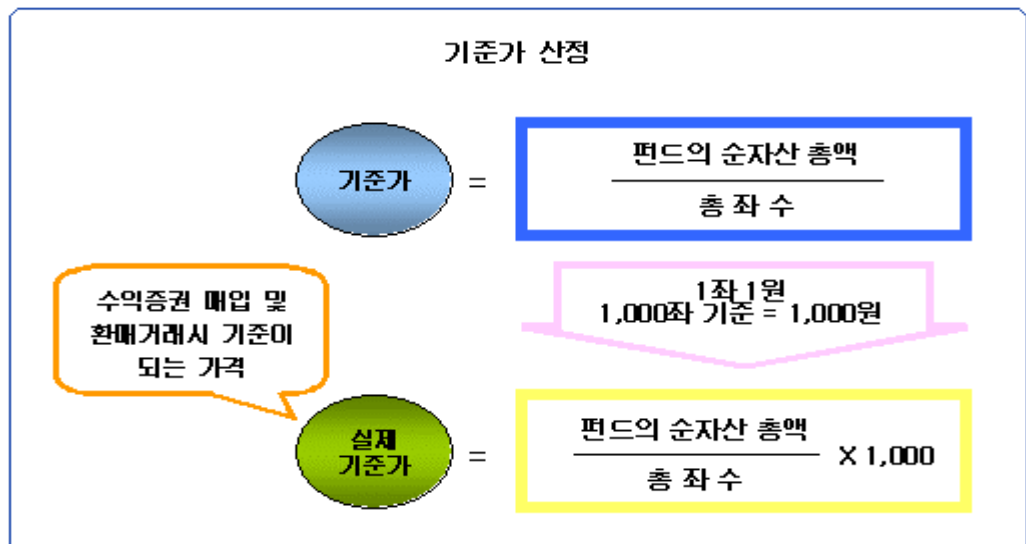 기준가 산정
기준가
=
펀드의 순자산 총액
총 좌 수
1좌 1원
1,000좌 기준 = 1,000원
수익증권 매입 및
환매거래시 기준이
되는 가격
실제
기준가
=
펀드의 순자산 총액
총 좌 수
X 1,000